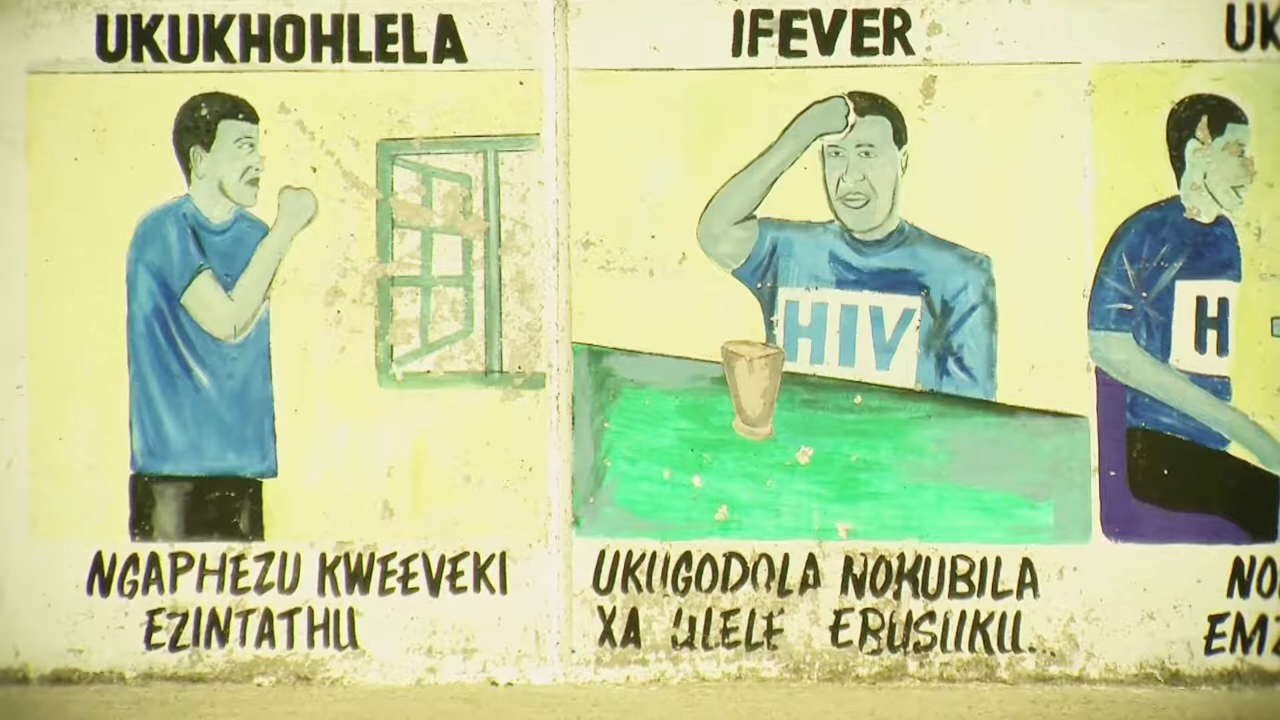 UKUKHOHLELA
NGAPHEZU KWEEVEKI
EZINTATHU
IFEVER
HIV
UKUGODOLA NOKUBILA
XA ULELE EBUSUKU..
UK
H
NO
EM